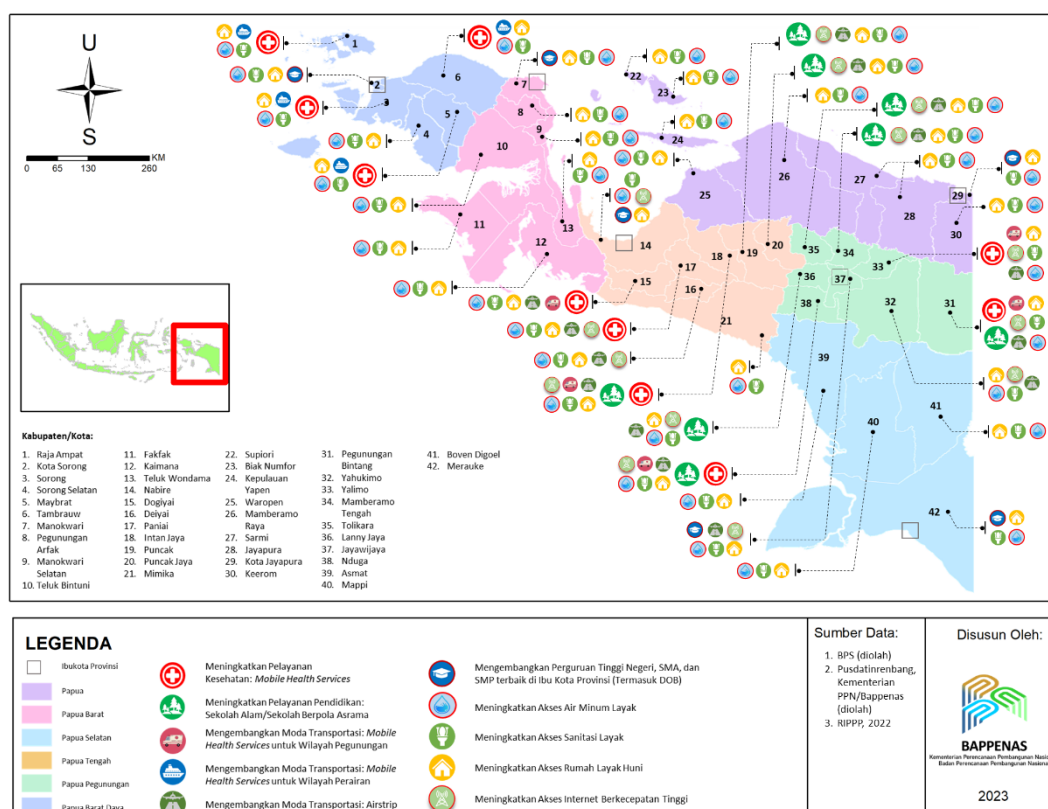 U
S
KM
0 65 130 260
1
2
3
4
5
6
7
8
9
10
11
12
13
14
15
16
17
18
19
20
21
22
23
24
25
26
27
28
29
30
31
32
33
34
35
36
37
38
39
40
41
42
Kabupaten/Kota:
1. Raja Ampat
2. Kota Sorong
3. Sorong
4. Sorong Selatan
5. Maybrat
6. Tambrauw
7. Manokwari
8. Pegunungan
Arfak
9. Manokwari
Selatan
10. Teluk Bintuni
11. Fakfak
12. Kaimana
13. Teluk Wondama
14. Nabire
15. Dogiyai
16. Deiyai
17. Paniai
18. Intan Jaya
19. Puncak
20. Puncak Jaya
21. Mimika
22. Supiori
23. Biak Numfor
24. Kepulauan
Yapen
25. Waropen
26. Mamberamo
Raya
27. Sarmi
28. Jayapura
29. Kota Jayapura
30. Keerom
31. Pegunungan
Bintang
32. Yahukimo
33. Yalimo
34. Mamberamo
Tengah
35. Tolikara
36. Lanny Jaya
37. Jayawijaya
38. Nduga
39. Asmat
40. Mappi
41. Boven Digoel
42. Merauke
LEGENDA
Ibukota Provinsi
Papua
Papua Barat
Papua Selatan
Papua Tengah
Papua Pegunungan
Papua Barat Daya
Meningkatkan Pelayanan
Kesehatan: Mobile Health Services
Meningkatkan Pelayanan Pendidikan:
Sekolah Alam/Sekolah Berpola Asrama
Mengembangkan Moda Transportasi: Mobile
Health Services untuk Wilayah Pegunungan
Mengembangkan Moda Transportasi: Mobile
Health Services untuk Wilayah Perairan
Mengembangkan Moda Transportasi: Airstrip
Mengembangkan Perguruan Tinggi Negeri, SMA, dan
SMP terbaik di Ibu Kota Provinsi (Termasuk DOB)
Meningkatkan Akses Air Minum Layak
Meningkatkan Akses Sanitasi Layak
Meningkatkan Akses Rumah Layak Huni
Meningkatkan Akses Internet Berkecepatan Tinggi
Sumber Data:
1. BPS (diolah)
2. Pusdatinrenbang,
Kementerian
PPN/Bappenas
(diolah)
3. RIPPP, 2022
Disusun Oleh:
BAPPENAS
Kementerian Perencanaan Pembangunan Nasio
Badan Perencanaan Pembangunan Nasional
2023